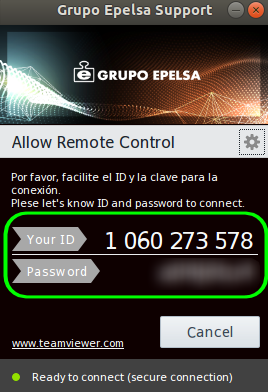 Grupo Epelsa Support
GRUPO EPELSA
Allow Remote Control
Por favor, facilite el ID y la clave para la
conexión.
Plese let's know ID and password to connect.
Your ID 1 060 273 578
Password
www.teamviewer.com
Cancel
Ready to connect (secure connection)